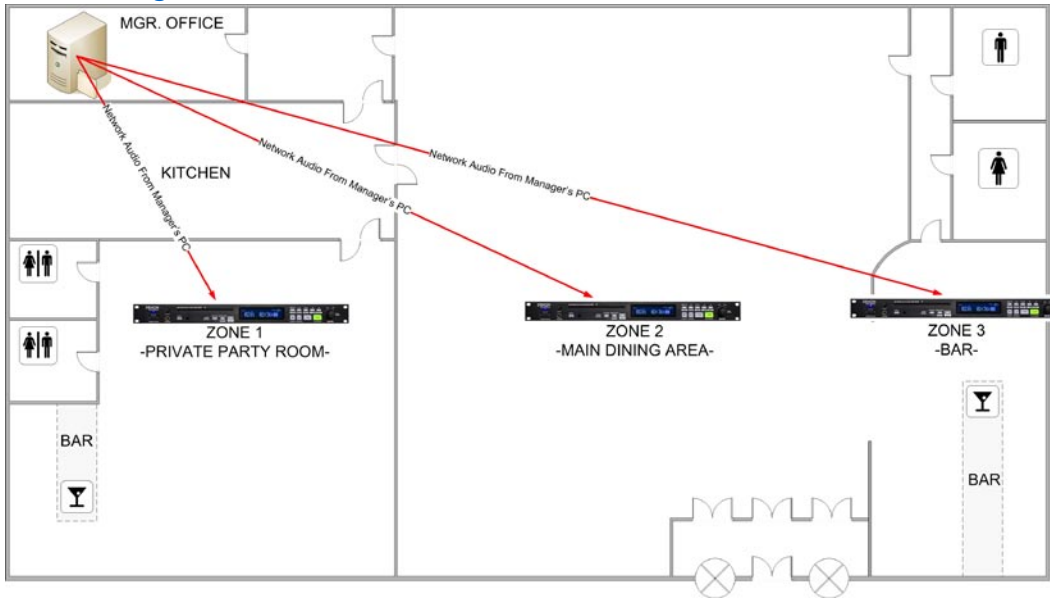 MGR. OFFICE
KITCHEN
Network Audio From Manager's PC
Network Audio From Manager's PC
Network Audio From Manager's PC
ZONE 1
-PRIVATE PARTY ROOM-
ZONE 2
-MAIN DINING AREA-
ZONE 3
-BAR-
BAR
BAR